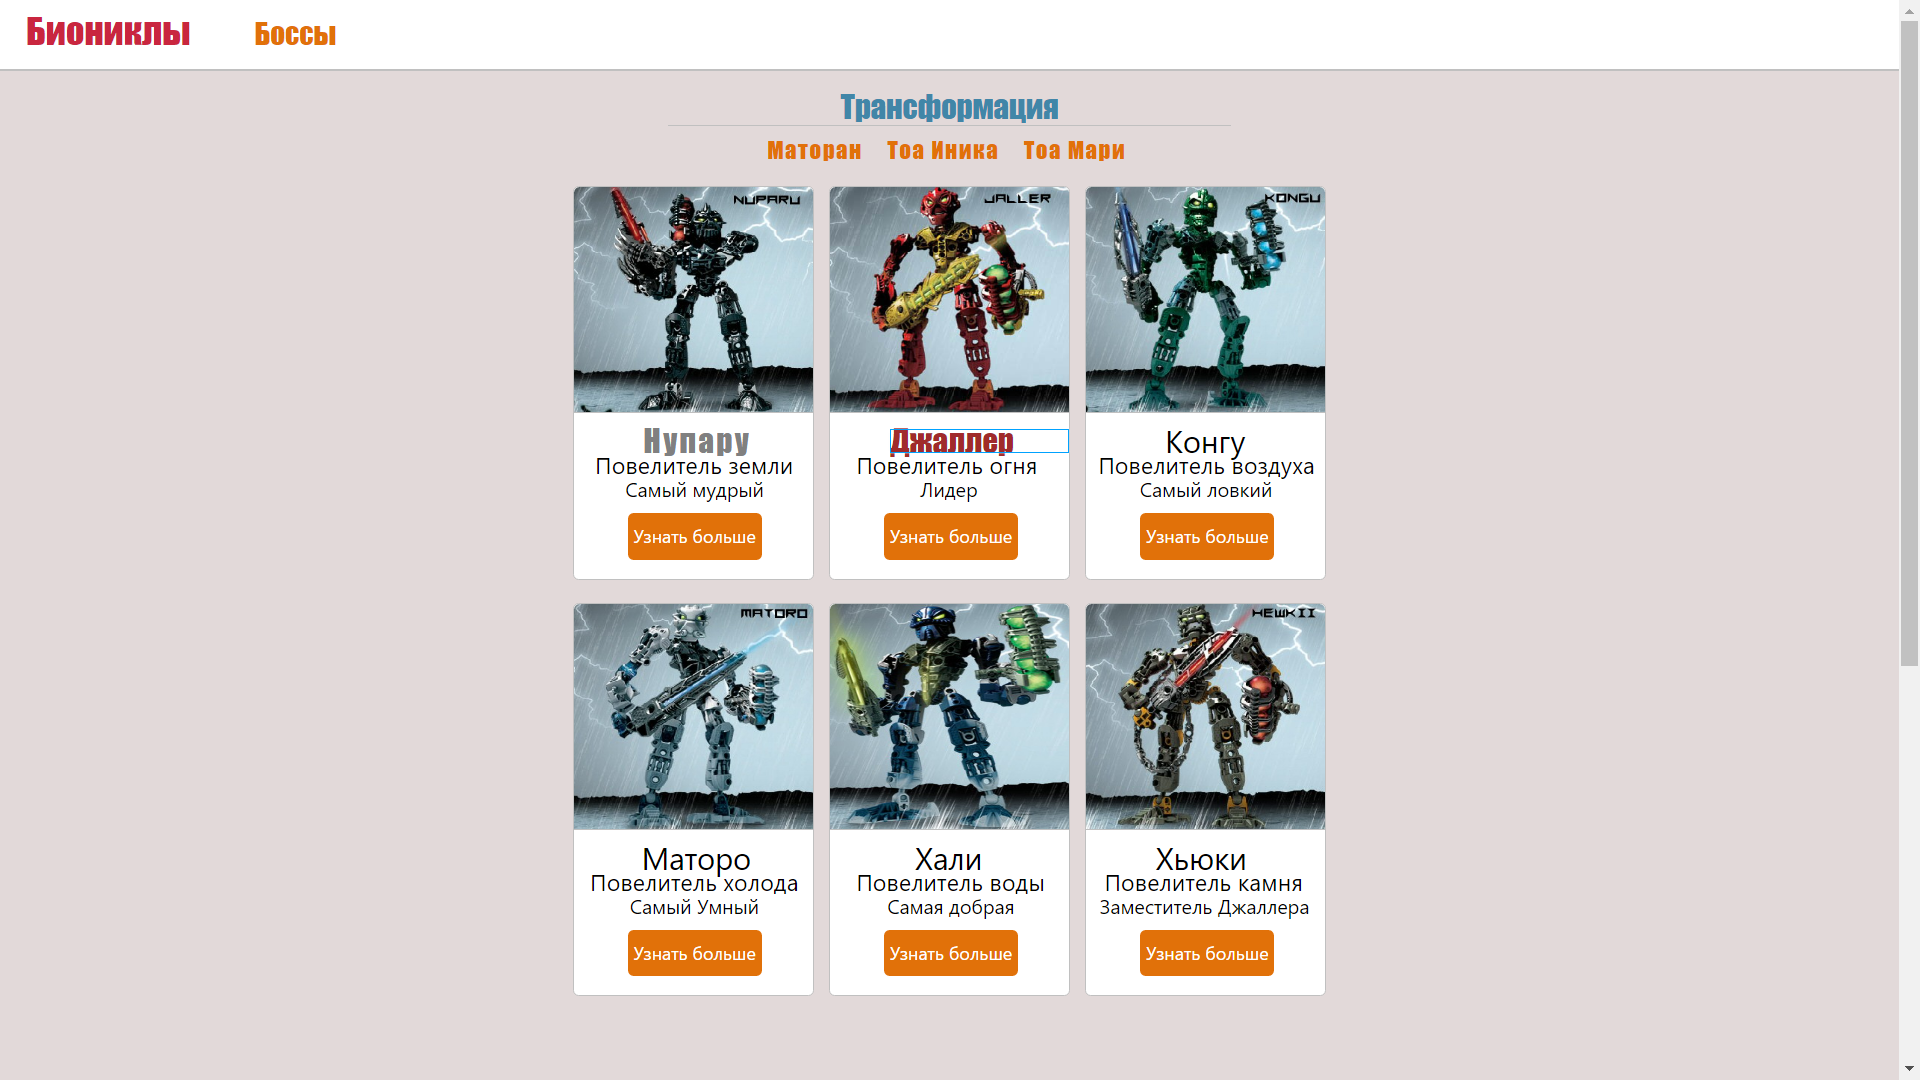 Биониклы
Боссы
Трансформация
Маторан Тоа Иника Тоа Мари
NUPARU
JALLER
KONGU
Нупару
Повелитель земли
Самый мудрый
Узнать больше
Джаллер
Повелитель огня
Лидер
Узнать больше
Конгу
Повелитель воздуха
Самый ловкий
Узнать больше
MATORO
HEWKII
Маторо
Повелитель холода
Самый Умный
Узнать больше
Хали
Повелитель воды
Самая добрая
Узнать больше
Хьюки
Повелитель камня
Заместитель Джаллера
Узнать больше